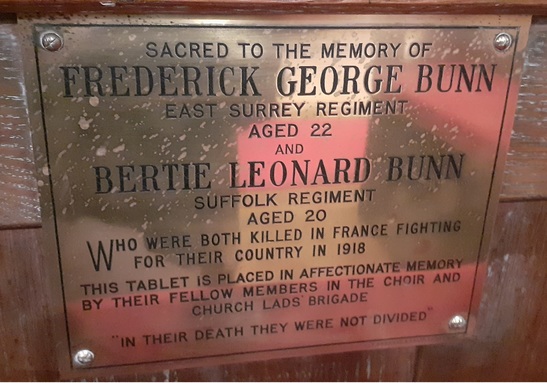 SACRED TO THE MEMORY OF
FREDERICK GEORGE BUNN
EAST SURREY REGIMENT
AGED 22
AND
BERTIE LEONARD BUNN
SUFFOLK REGIMENT
AGED 20
WHO WERE BOTH KILLED IN FRANCE FIGHTING
FOR THEIR COUNTRY IN 1918
THIS TABLET IS PLACED IN AFFECTIONATE MEMORY
BY THEIR FELLOW MEMBERS IN THE CHOIR AND
CHURCH LADS' BRIGADE
"IN THEIR DEATH THEY WERE NOT DIVIDED"